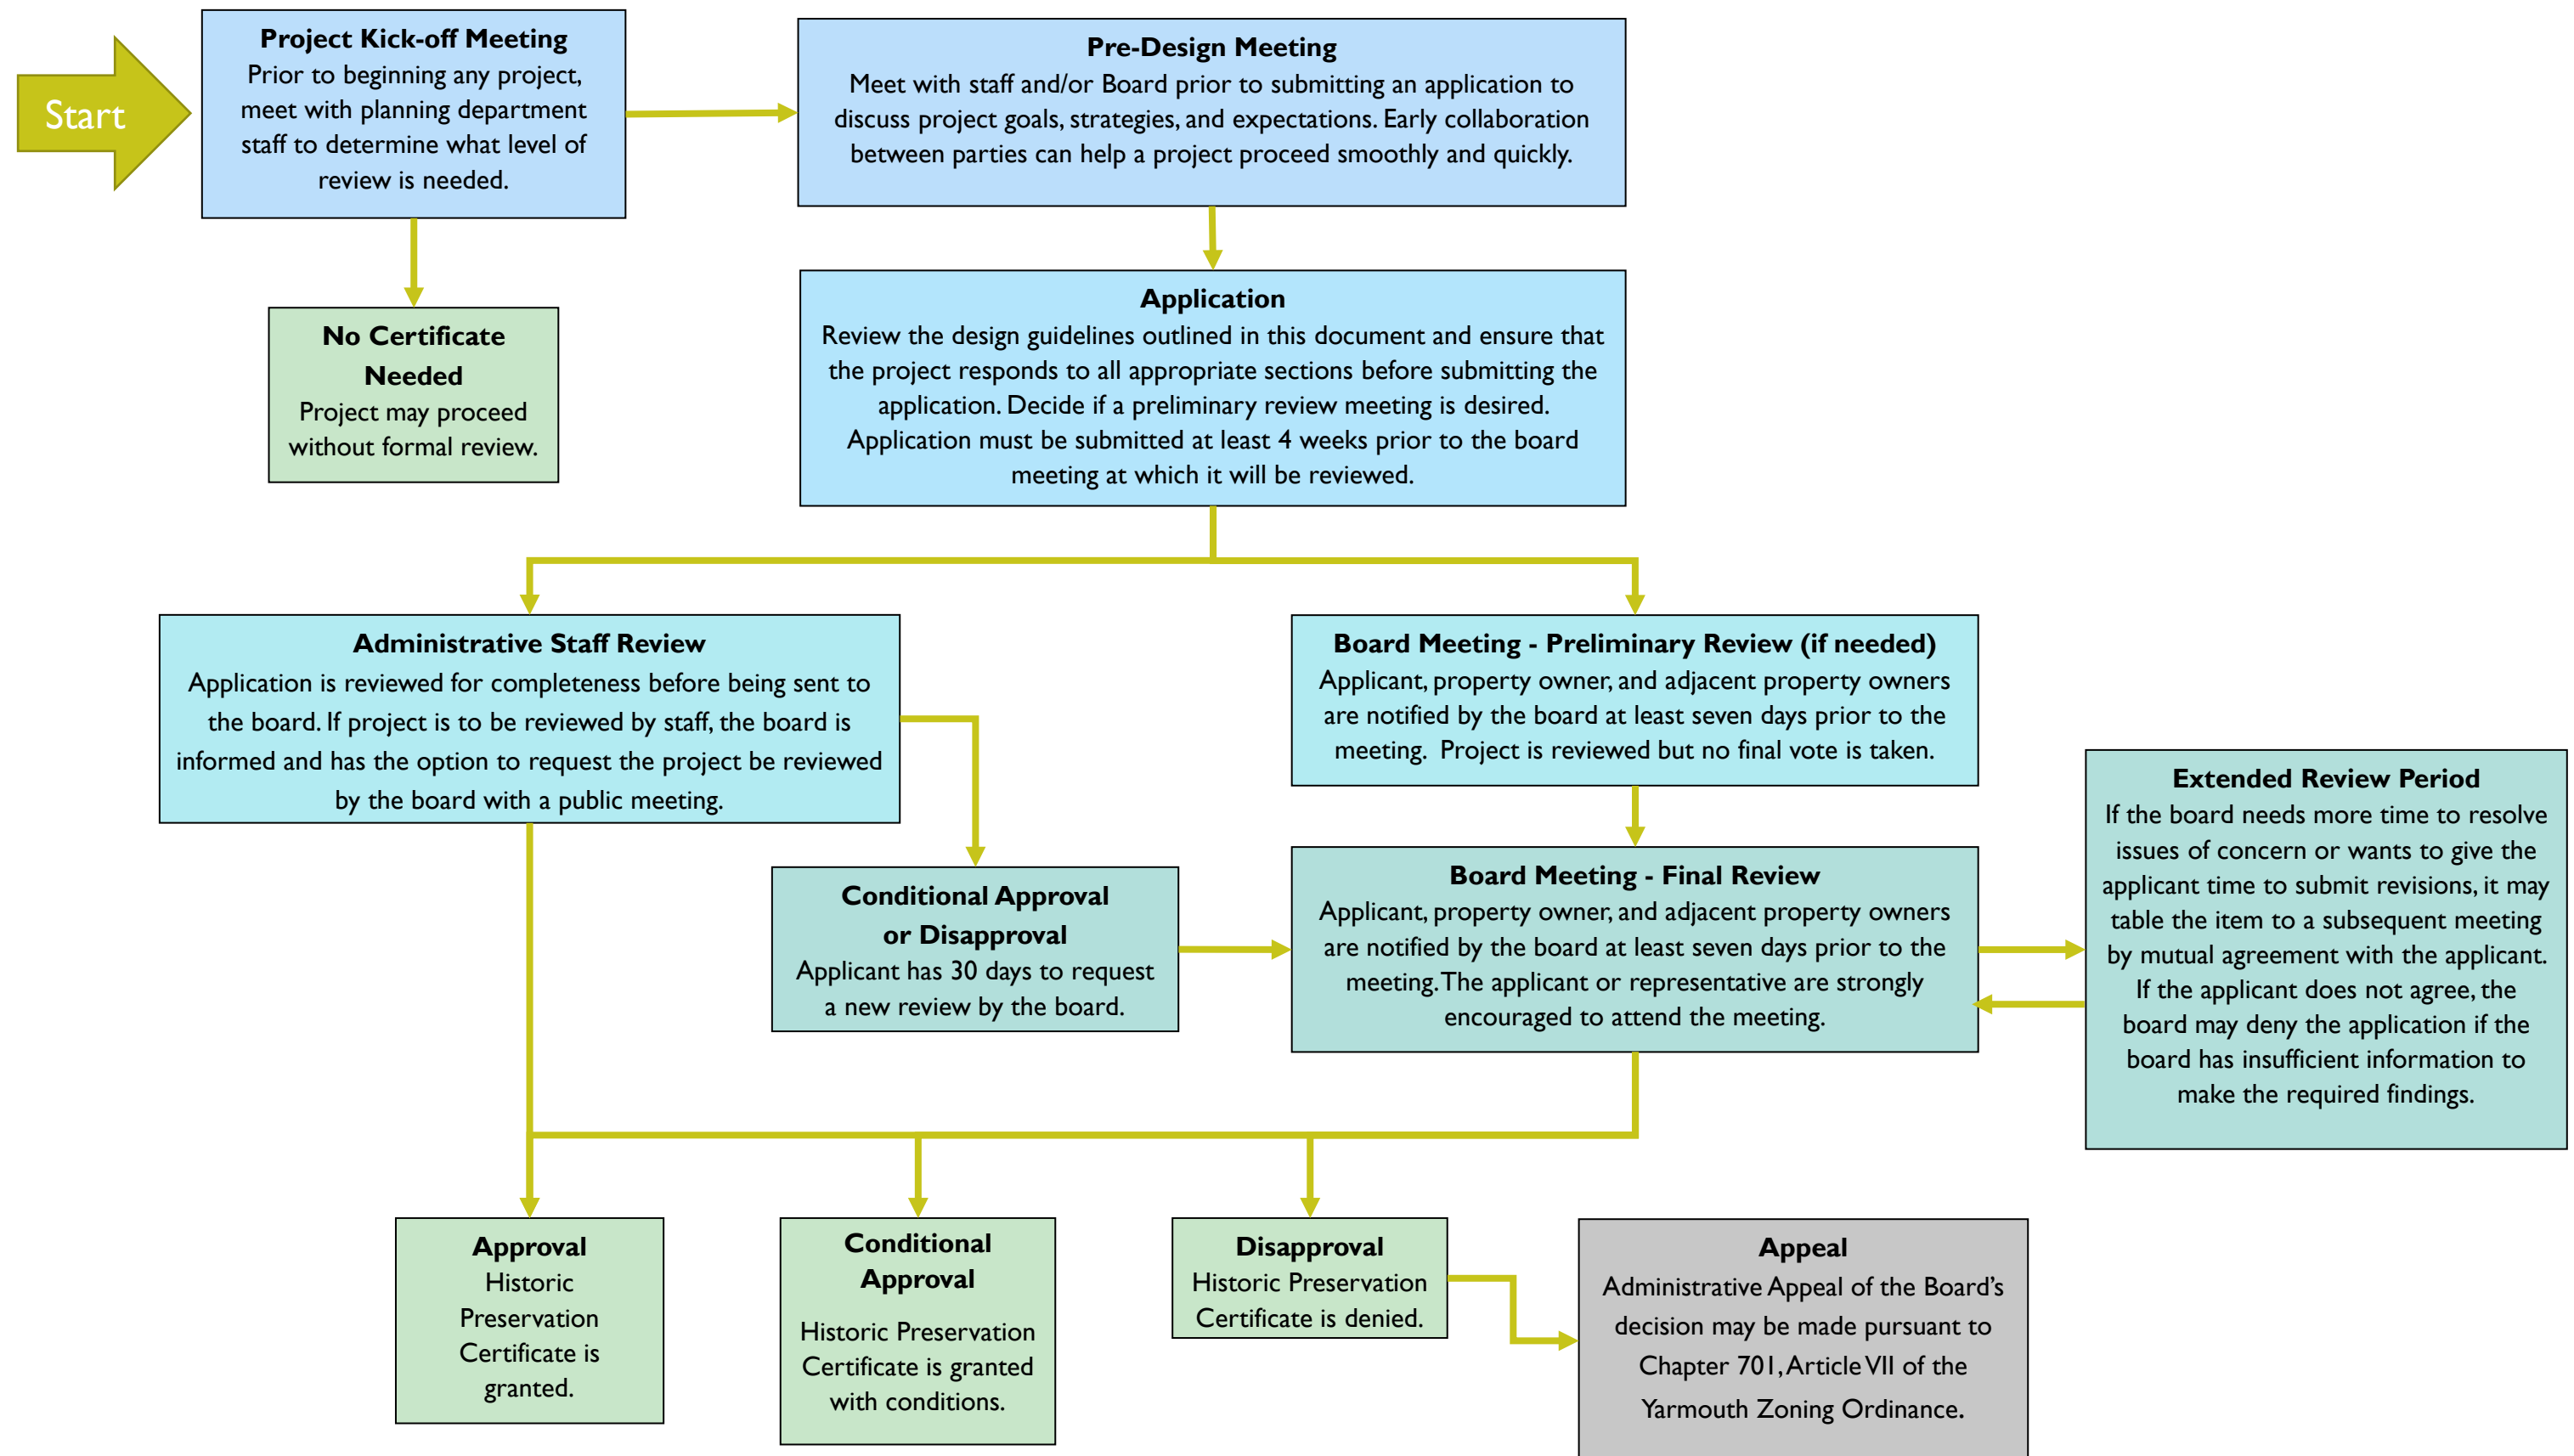 Start
Project Kick-off Meeting
Prior to beginning any project,
meet with planning department
staff to determine what level of
review is needed.
Pre-Design Meeting
Meet with staff and/or Board prior to submitting an application to
discuss project goals, strategies, and expectations. Early collaboration
between parties can help a project proceed smoothly and quickly.
No Certificate
Needed
Project may proceed
without formal review.
Application
Review the design guidelines outlined in this document and ensure that
the project responds to all appropriate sections before submitting the
application. Decide if a preliminary review meeting is desired.
Application must be submitted at least 4 weeks prior to the board
meeting at which it will be reviewed.
Administrative Staff Review
Application is reviewed for completeness before being sent to
the board. If project is to be reviewed by staff, the board is
informed and has the option to request the project be reviewed
by the board with a public meeting.
Board Meeting - Preliminary Review (if needed)
Applicant, property owner, and adjacent property owners
are notified by the board at least seven days prior to the
meeting. Project is reviewed but no final vote is taken.
Conditional Approval
or Disapproval
Applicant has 30 days to request
a new review by the board.
Board Meeting - Final Review
Applicant, property owner, and adjacent property owners
are notified by the board at least seven days prior to the
meeting. The applicant or representative are strongly
encouraged to attend the meeting.
Extended Review Period
If the board needs more time to resolve
issues of concern or wants to give the
applicant time to submit revisions, it may
table the item to a subsequent meeting
by mutual agreement with the applicant.
If the applicant does not agree, the
board may deny the application if the
board has insufficient information to
make the required findings.
Approval
Historic
Preservation
Certificate is
granted.
Conditional
Approval
Historic Preservation
Certificate is granted
with conditions.
Disapproval
Historic Preservation
Certificate is denied.
Appeal
Administrative Appeal of the Board's
decision may be made pursuant to
Chapter 701, Article VII of the
Yarmouth Zoning Ordinance.